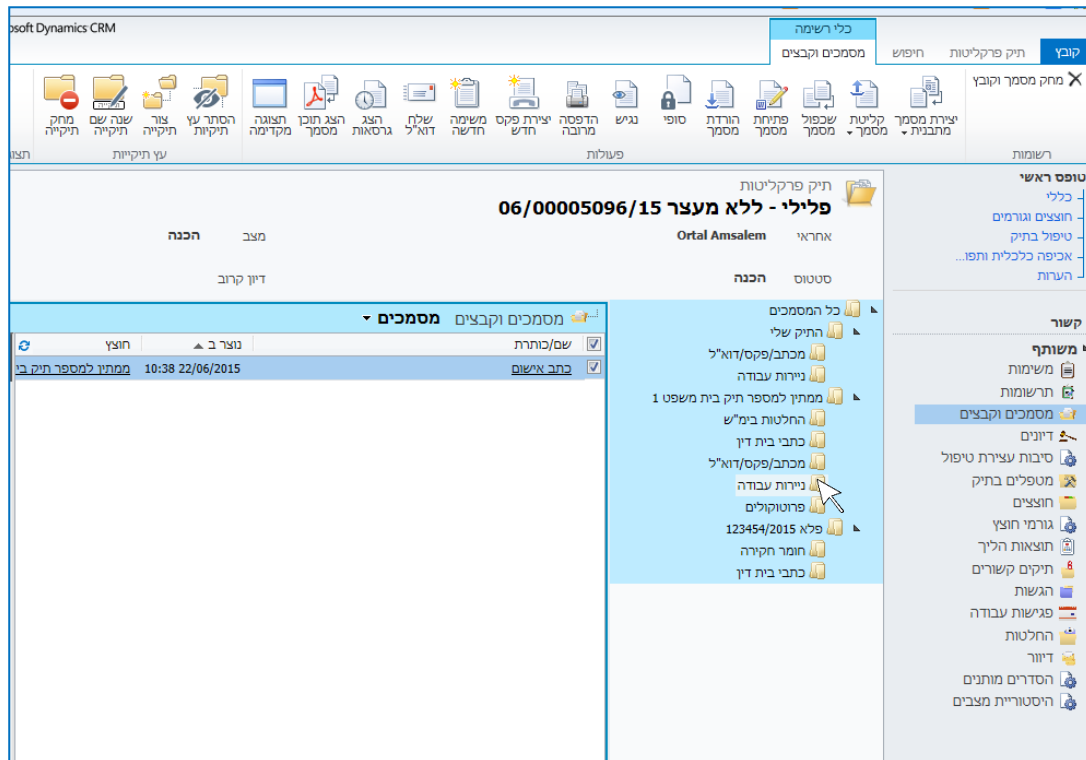 osoft Dynamics CRM
כלי רשימה
קובץ
תיק פרקליטות
חיפוש
מסמכים וקבצים
מחק מסמך וקובץ
יצירת מסמך מתבנית
קליטת מסמך
שכפול מסמך
פתיחת מסמך
הורדת מסמך
סופי
נגיש
הדפסה מרובה
יצירת פקס חדש
משימה חדשה
שלח דוא"ל
הצג גרסאות
הצג תוכן מסמך
תצוגה מקדימה
הסתר עץ תיקיות
צור תיקייה
שנה שם תיקייה
מחק תיקייה
רשומות
פעולות
עץ תיקייות
תצוג
טופס ראשי
כללי
חוצצים וגורמים
טיפול בתיק
אכיפה כלכלית ותפו...
הערות
קשור
משותף
משימות
תרשומות
מסמכים וקבצים
דיונים
סיבות עצירת טיפול
מטפלים בתיק
חוצצים
גורמי חוצץ
תוצאות הליך
תיקים קשורים
הגשות
פגישות עבודה
החלטות
דיוור
הסדרים מותנים
היסטוריית מצבים
תיק פרקליטות
פלילי - ללא מעצר 06/00005096/15
אחראי Ortal Amsalem מצב הכנה
סטטוס הכנה דיון קרוב
כל המסמכים
התיק שלי
מכתב/פקס/דוא"ל
ניירות עבודה
ממתין למספר תיק בית משפט 1
החלטות בימ"ש
כתבי בית דין
מכתב/פקס/דוא"ל
ניירות עבודה
פרוטוקולים
פלא 123454/2015
חומר חקירה
כתבי בית דין
מסמכים וקבצים מסמכים
שם/כותרת נוצר ב חוצץ
כתב אישום 22/06/2015 10:38 ממתין למספר תיק בי